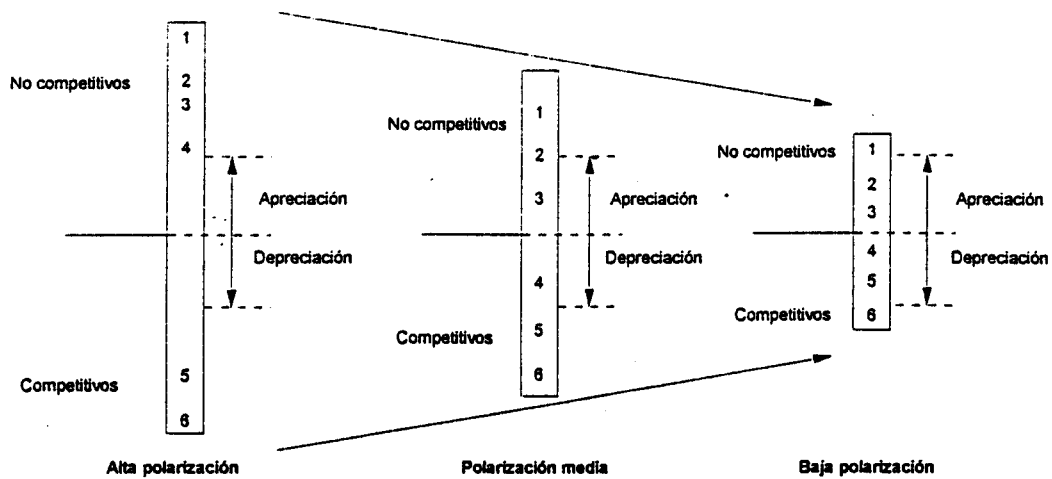 1
No competitivos
2
3
4
Apreciación
Depreciación
5
Competitivos
6
Alta polarización
1
No competitivos
2
3
Apreciación
Depreciación
4
5
Competitivos
6
Polarización media
1
No competitivos
2
3
Apreciación
4
Depreciación
5
Competitivos
6
Baja polarización